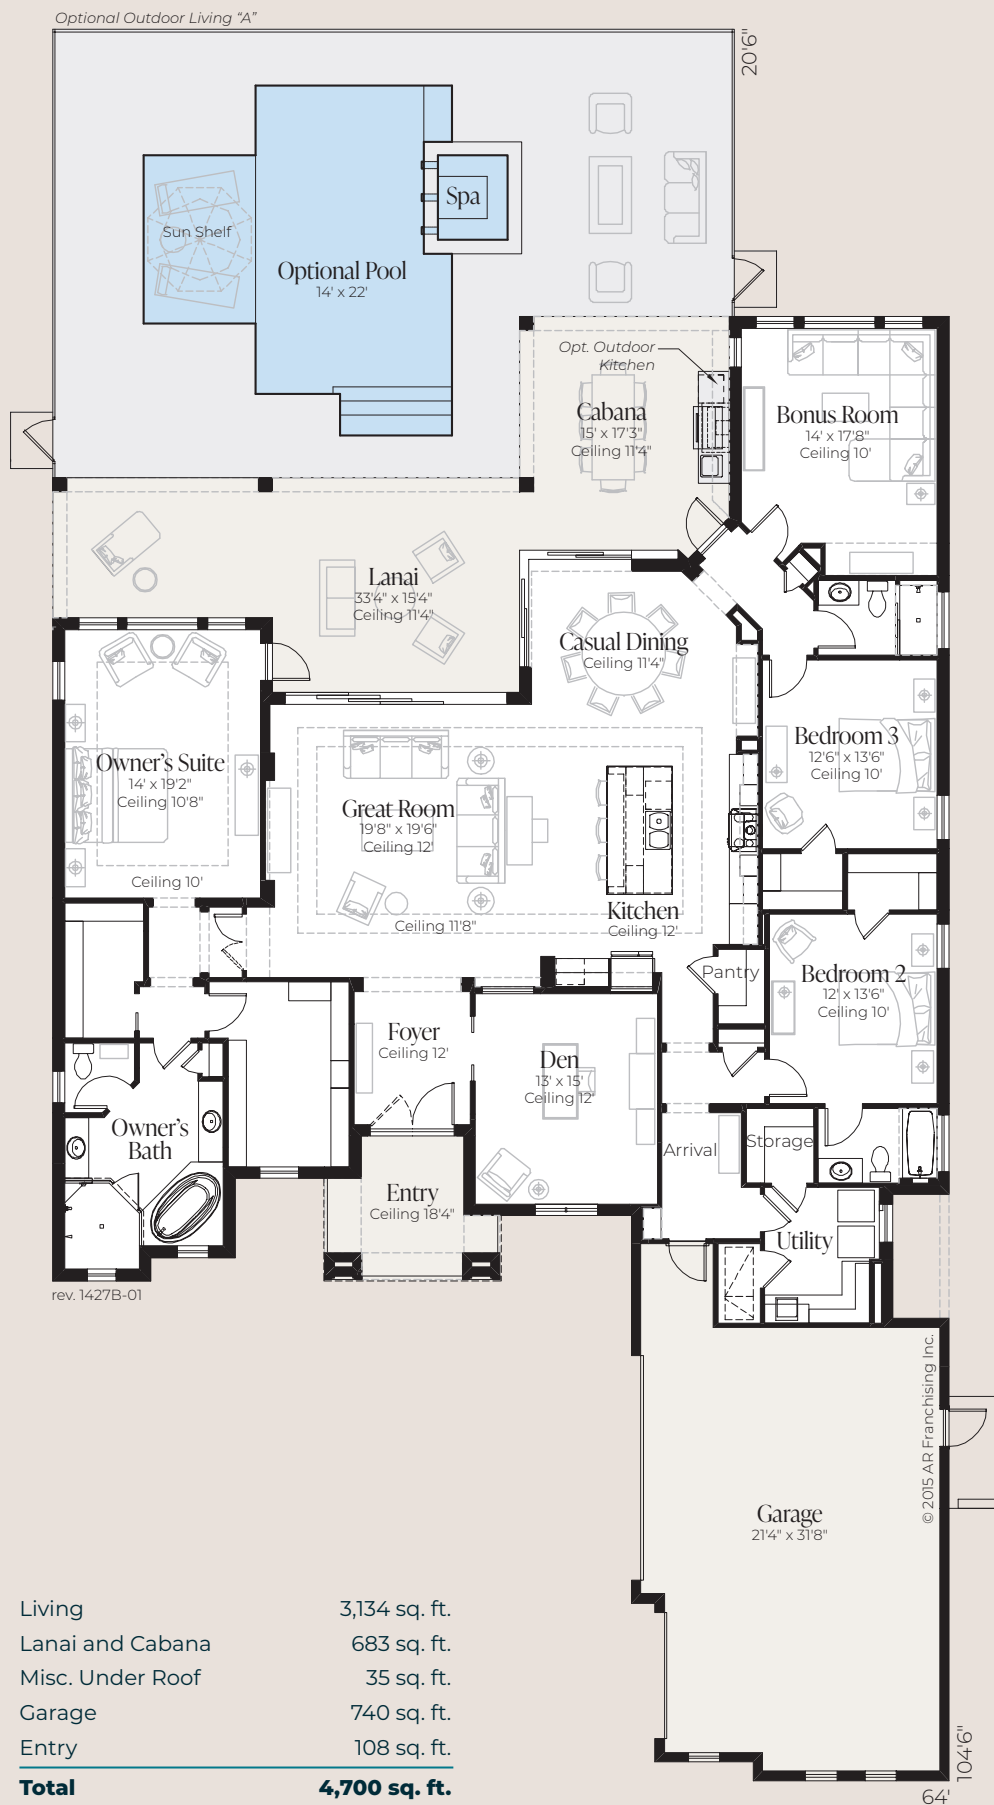 Optional Outdoor Living “A”
20'6"
Spa
Sun Shelf
Optional Pool
14' x 22'
Opt. Outdoor
Kitchen
Cabana
15' x 17'3"
Ceiling 11'4"
Bonus Room
14' x 17'8"
Ceiling 10'
Lanai
33'4" x 15'4"
Ceiling 11'4"
Casual Dining
Ceiling 11'4"
Owner's Suite
14' x 19'2"
Ceiling 10'8"
Ceiling 10'
Great Room
19'8" x 19'6"
Ceiling 12'
Ceiling 11'8"
Kitchen
Ceiling 12'
Bedroom 3
12'6" x 13'6"
Ceiling 10'
Pantry
Bedroom 2
12' x 13'6"
Ceiling 10'
Foyer
Ceiling 12'
Den
13' x 15'
Ceiling 12'
Owner's
Bath
Arrival
Storage
Entry
Ceiling 18'4"
Utility
rev. 1427B-01
© 2015 AR Franchising Inc.
Garage
21'4" x 31'8"
Living 3,134 sq. ft.
Lanai and Cabana 683 sq. ft.
Misc. Under Roof 35 sq. ft.
Garage 740 sq. ft.
Entry 108 sq. ft.
Total 4,700 sq. ft.
104'6"
64'